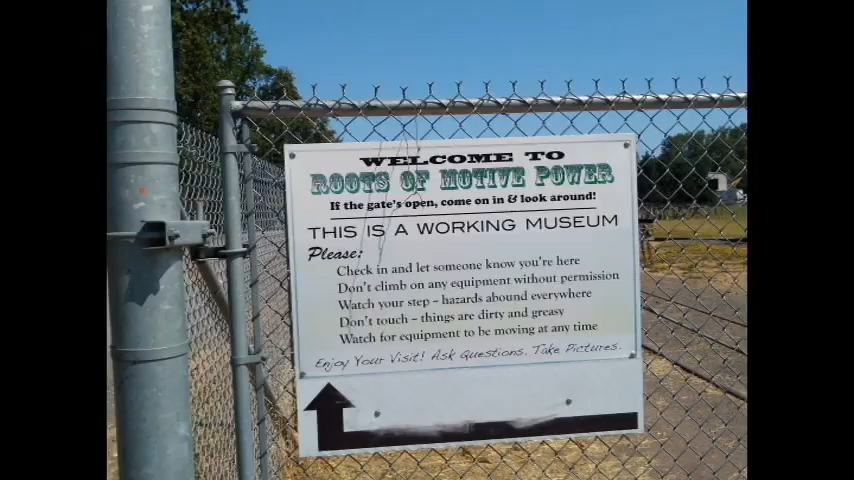 WELCOME TO
ROOTS OF MOTIVE POWER
If the gate's open, come on in & look around!
THIS IS A WORKING MUSEUM
Please:
Check in and let someone know you're here
Don't climb on any equipment without permission
Watch your step – hazards abound everywhere
Don't touch – things are dirty and greasy
Watch for equipment to be moving at any time
Enjoy Your Visit! Ask Questions. Take Pictures.